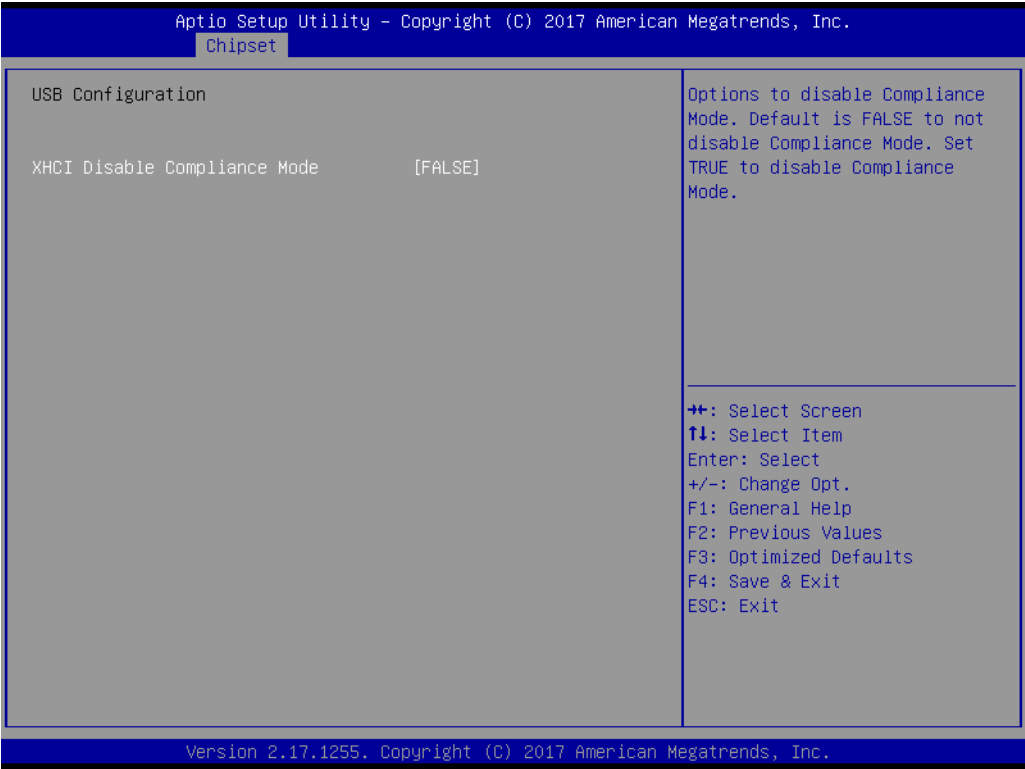 Aptio Setup Utility – Copyright (C) 2017 American Megatrends, Inc.
Chipset
USB Configuration
XHCI Disable Compliance Mode [FALSE]
Options to disable Compliance
Mode. Default is FALSE to not
disable Compliance Mode. Set
TRUE to disable Compliance
Mode.
→←: Select Screen
↑↓: Select Item
Enter: Select
+/-: Change Opt.
F1: General Help
F2: Previous Values
F3: Optimized Defaults
F4: Save & Exit
ESC: Exit
Version 2.17.1255. Copyright (C) 2017 American Megatrends, Inc.